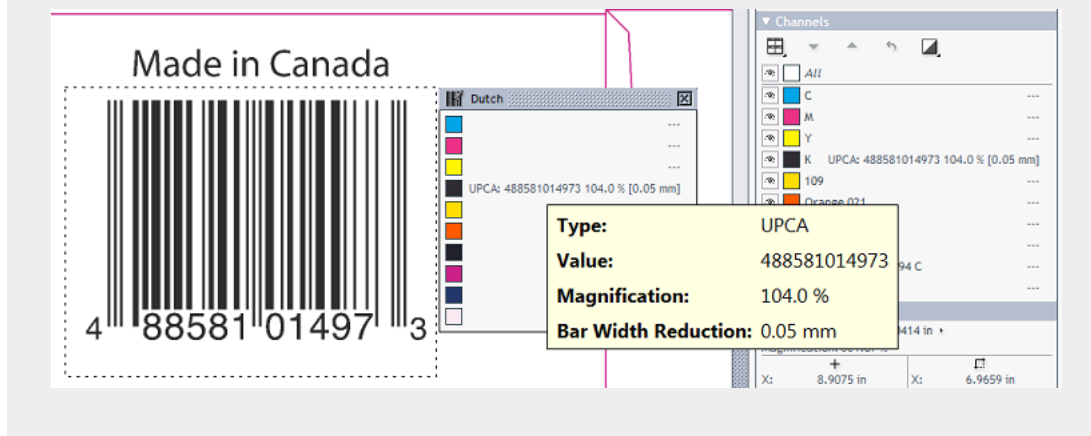 Made in Canada
4 88581 01497 3
Dutch
---
---
---
UPCA: 488581014973 104.0 % [0.05 mm]
Type: UPCA
Value: 488581014973
Magnification: 104.0 %
Bar Width Reduction: 0.05 mm
Channels
All
C ---
M ---
Y ---
K UPCA: 488581014973 104.0 % [0.05 mm]
109 ---
Orange 021 ---
---
94 C ---
---
0414 in
X: 8.9075 in X: 6.9659 in